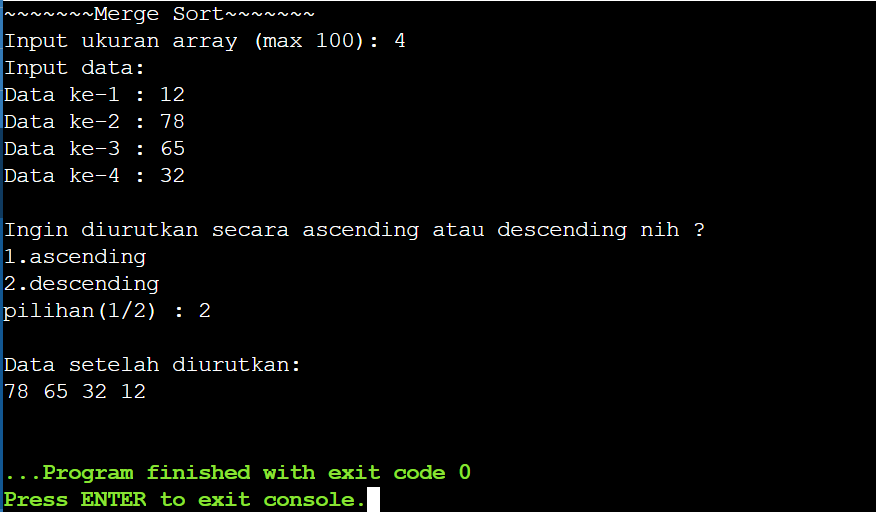 ~~~~~~~Merge Sort~~~~~~~
Input ukuran array (max 100): 4
Input data:
Data ke-1 : 12
Data ke-2 : 78
Data ke-3 : 65
Data ke-4 : 32
Ingin diurutkan secara ascending atau descending nih ?
1.ascending
2.descending
pilihan(1/2) : 2
Data setelah diurutkan:
78 65 32 12
...Program finished with exit code 0
Press ENTER to exit console.